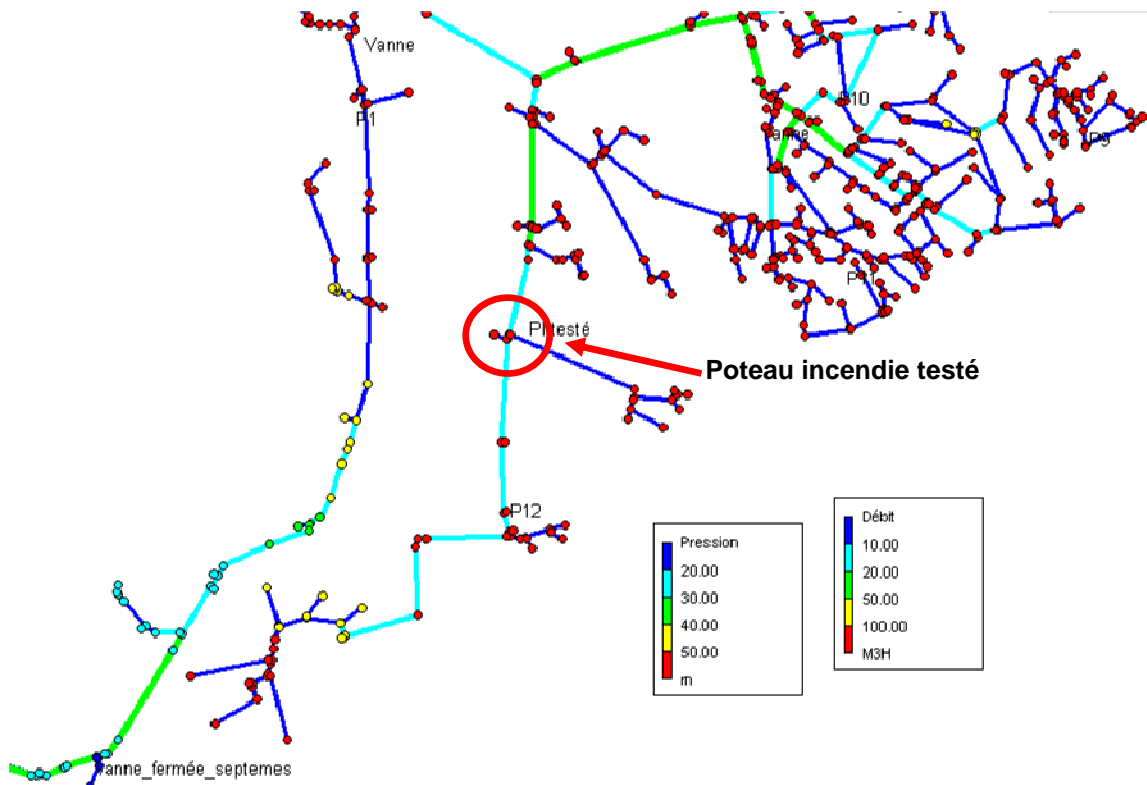 Vanne
P1
P10
anne
P9
P11
PI testé
Poteau incendie testé
P12
Pression
20.00
30.00
40.00
50.00
m
Débit
10.00
20.00
50.00
100.00
M3H
Vanne_fermée_septemes